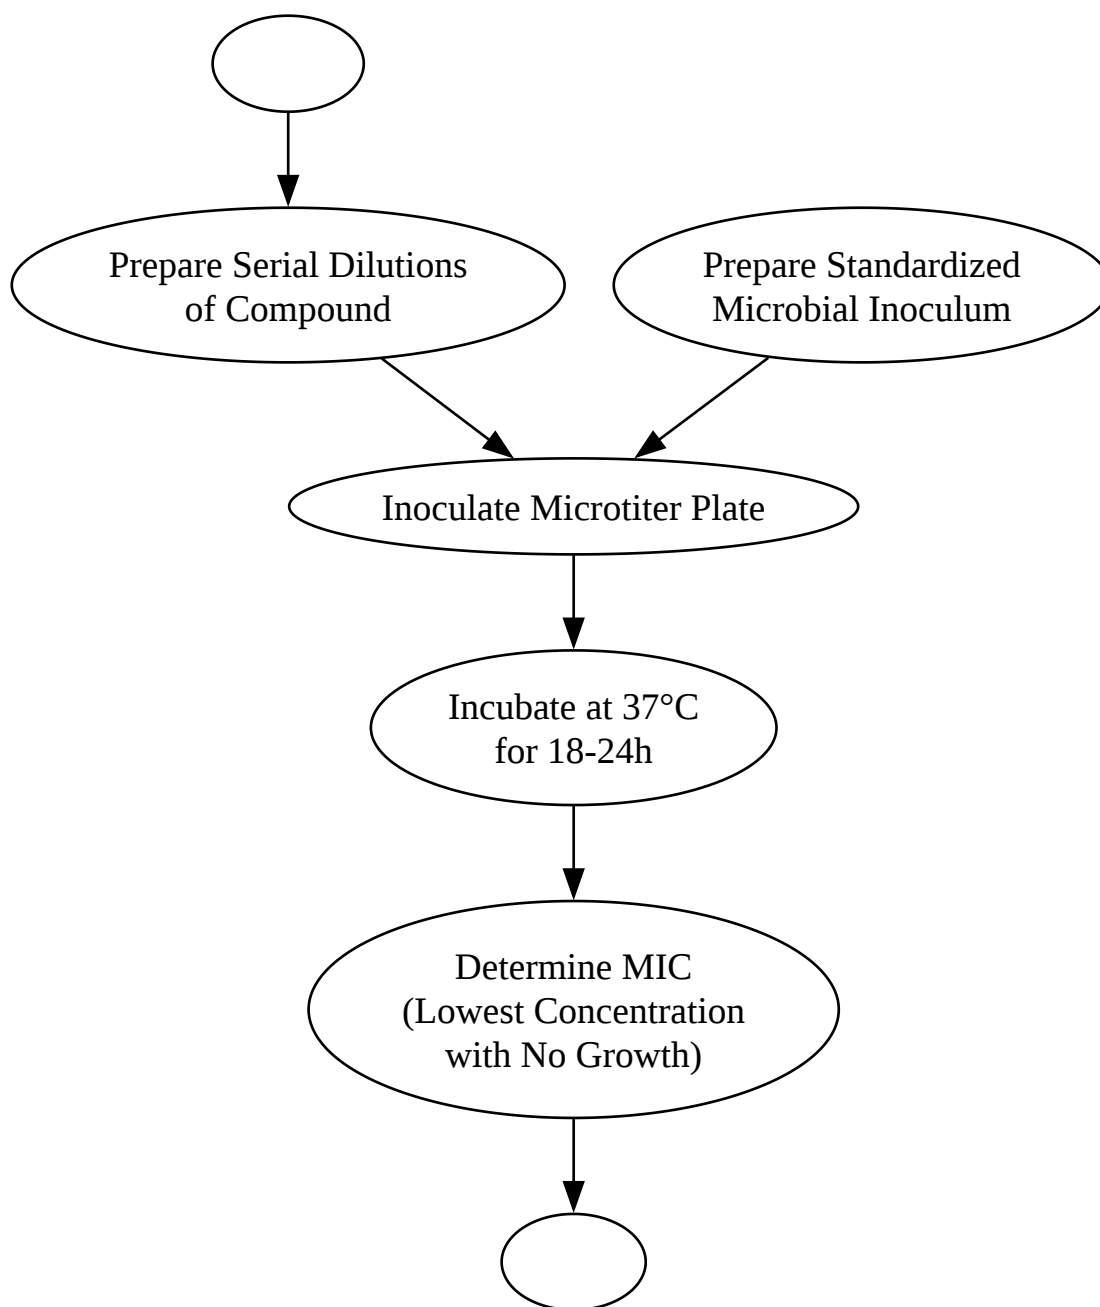 Prepare Serial Dilutions
of Compound
Prepare Standardized
Microbial Inoculum
Inoculate Microtiter Plate
Incubate at 37°C
for 18-24h
Determine MIC
(Lowest Concentration
with No Growth)